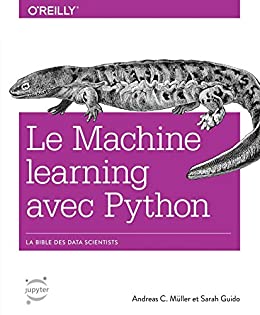 O'REILLY®
Le Machine
learning
avec Python
LA BIBLE DES DATA SCIENTISTS
jupyter
Andreas C. Müller et Sarah Guido